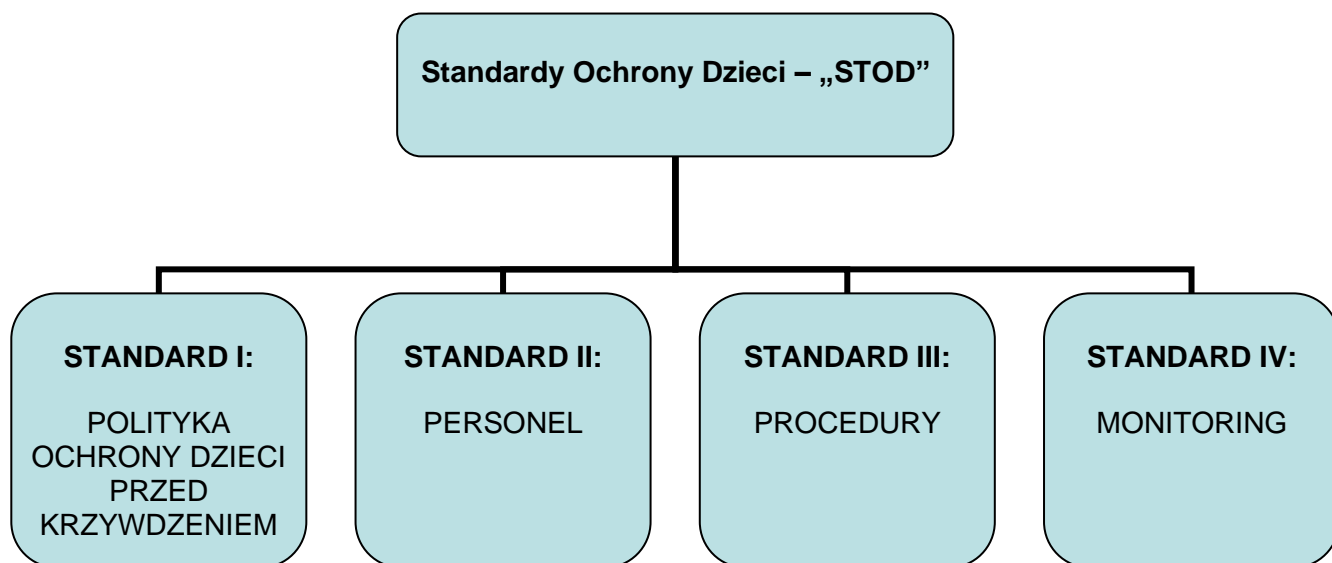 Standardy Ochrony Dzieci – „STOD”
STANDARD I:
POLITYKA
OCHRONY DZIECI
PRZED
KRZYWDZENIEM
STANDARD II:
PERSONEL
STANDARD III:
PROCEDURY
STANDARD IV:
MONITORING